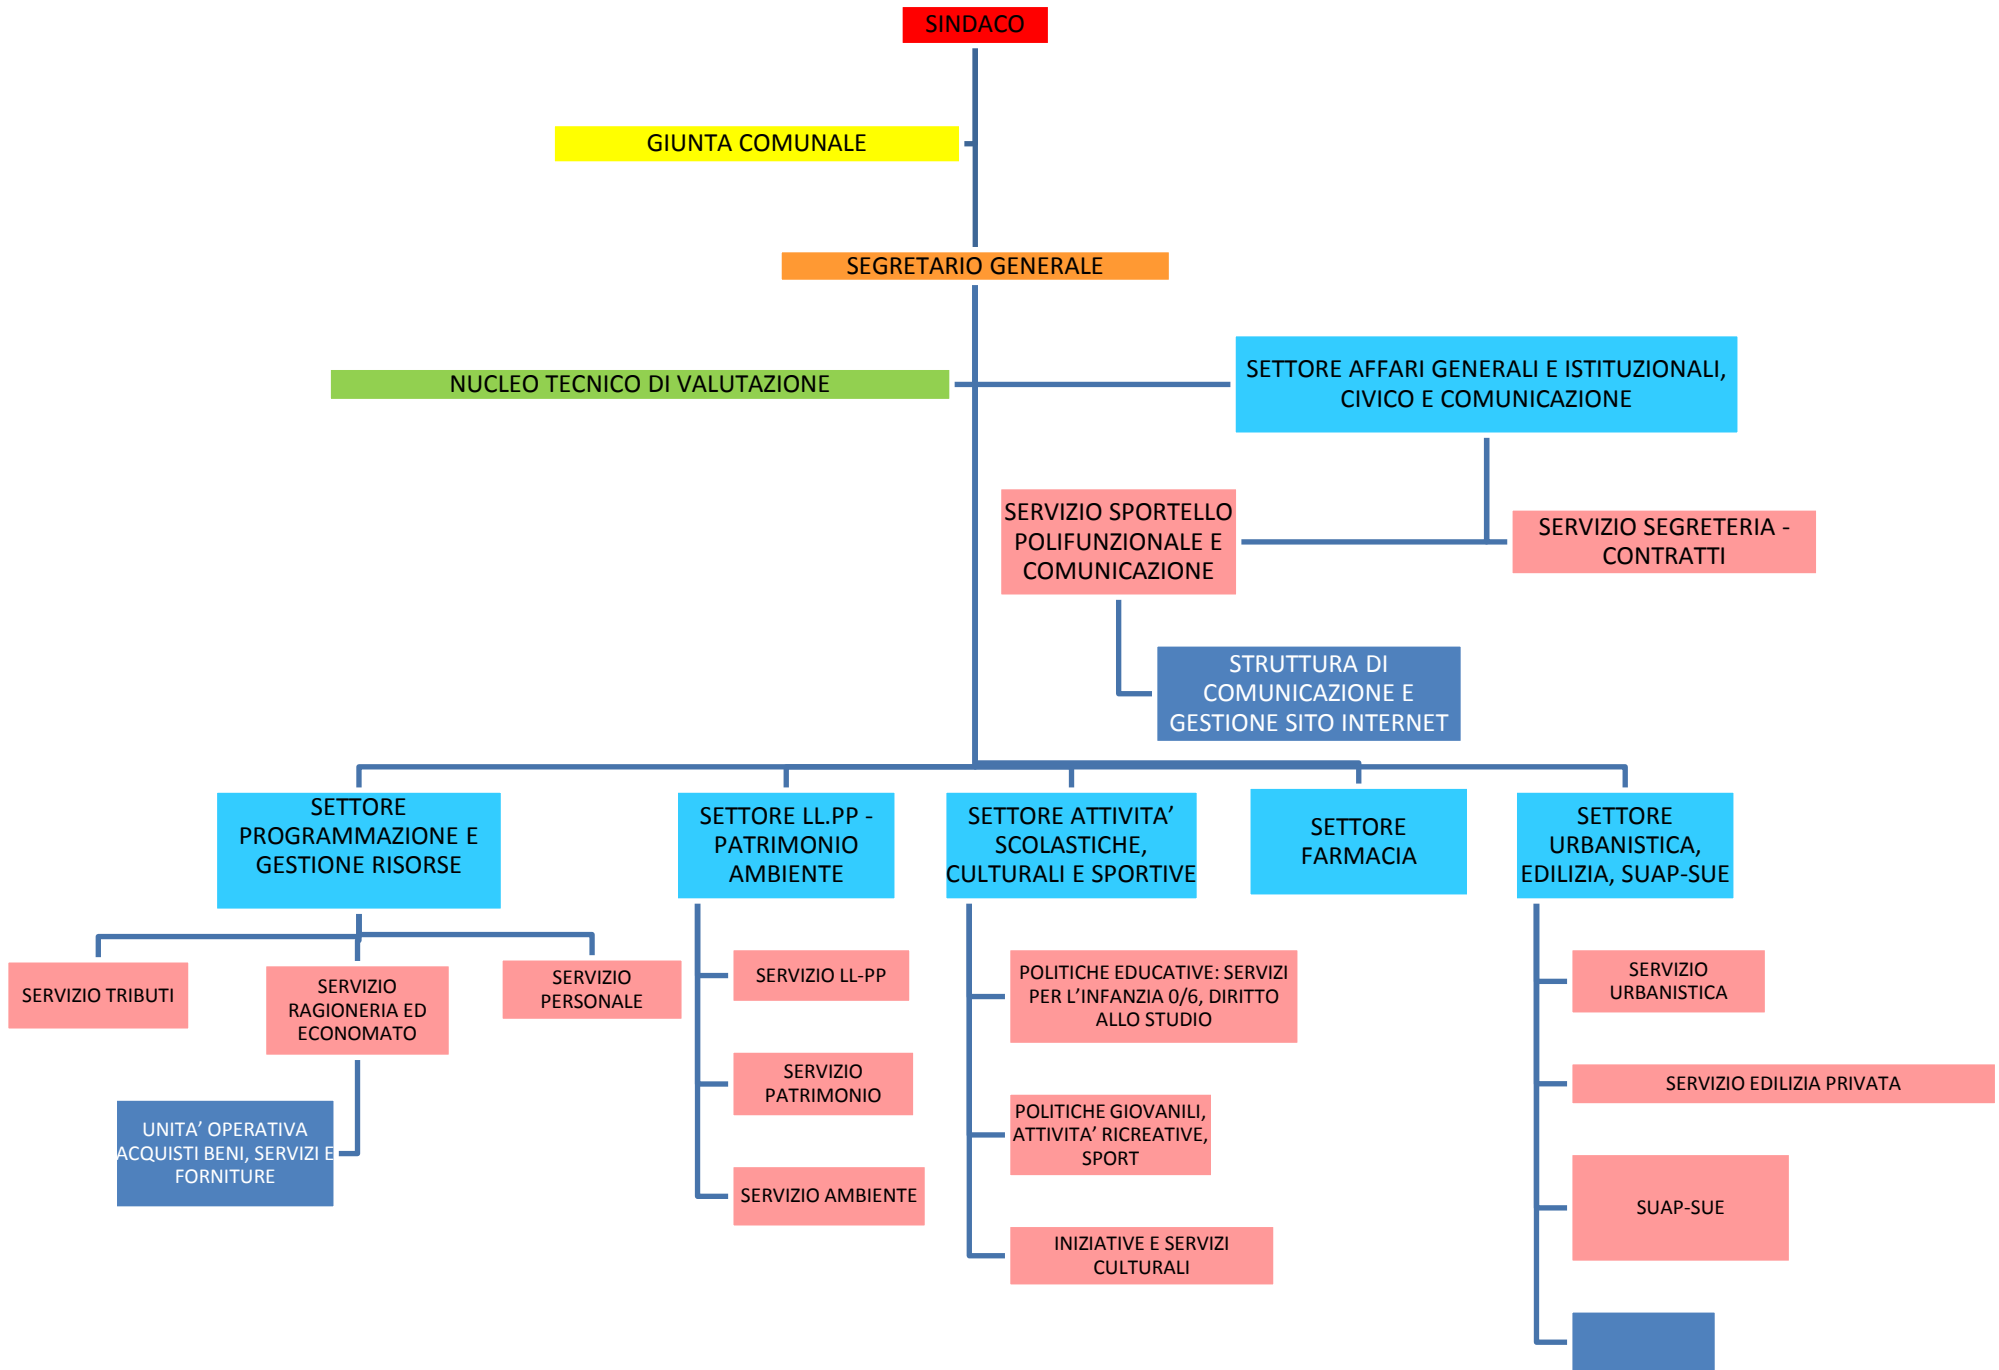 SINDACO
GIUNTA COMUNALE
SEGRETARIO GENERALE
NUCLEO TECNICO DI VALUTAZIONE
SETTORE AFFARI GENERALI E ISTITUZIONALI,
CIVICO E COMUNICAZIONE
SERVIZIO SPORTELLO
POLIFUNZIONALE E
COMUNICAZIONE
SERVIZIO SEGRETERIA -
CONTRATTI
STRUTTURA DI
COMUNICAZIONE E
GESTIONE SITO INTERNET
SETTORE
PROGRAMMAZIONE E
GESTIONE RISORSE
SETTORE LL.PP -
PATRIMONIO
AMBIENTE
SETTORE ATTIVITA’
SCOLASTICHE,
CULTURALI E SPORTIVE
SETTORE
FARMACIA
SETTORE
URBANISTICA,
EDILIZIA, SUAP-SUE
SERVIZIO TRIBUTI
SERVIZIO
RAGIONERIA ED
ECONOMATO
SERVIZIO
PERSONALE
UNITA’ OPERATIVA
ACQUISTI BENI, SERVIZI E
FORNITURE
SERVIZIO LL-PP
SERVIZIO
PATRIMONIO
SERVIZIO AMBIENTE
POLITICHE EDUCATIVE: SERVIZI
PER L’INFANZIA 0/6, DIRITTO
ALLO STUDIO
POLITICHE GIOVANILI,
ATTIVITA’ RICREATIVE,
SPORT
INIZIATIVE E SERVIZI
CULTURALI
SERVIZIO
URBANISTICA
SERVIZIO EDILIZIA PRIVATA
SUAP-SUE